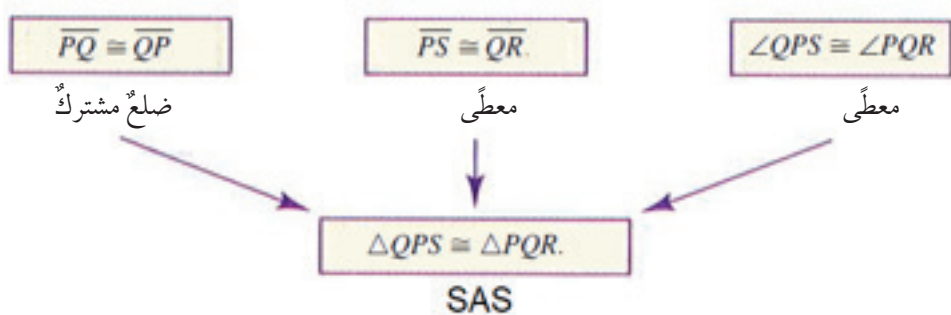 PQ ≅ QP
PS ≅ QR.
∠QPS ≅ ∠PQR
ضلعٌ مشتركٌ
معطًى
معطًى
△QPS ≅ △PQR.
SAS